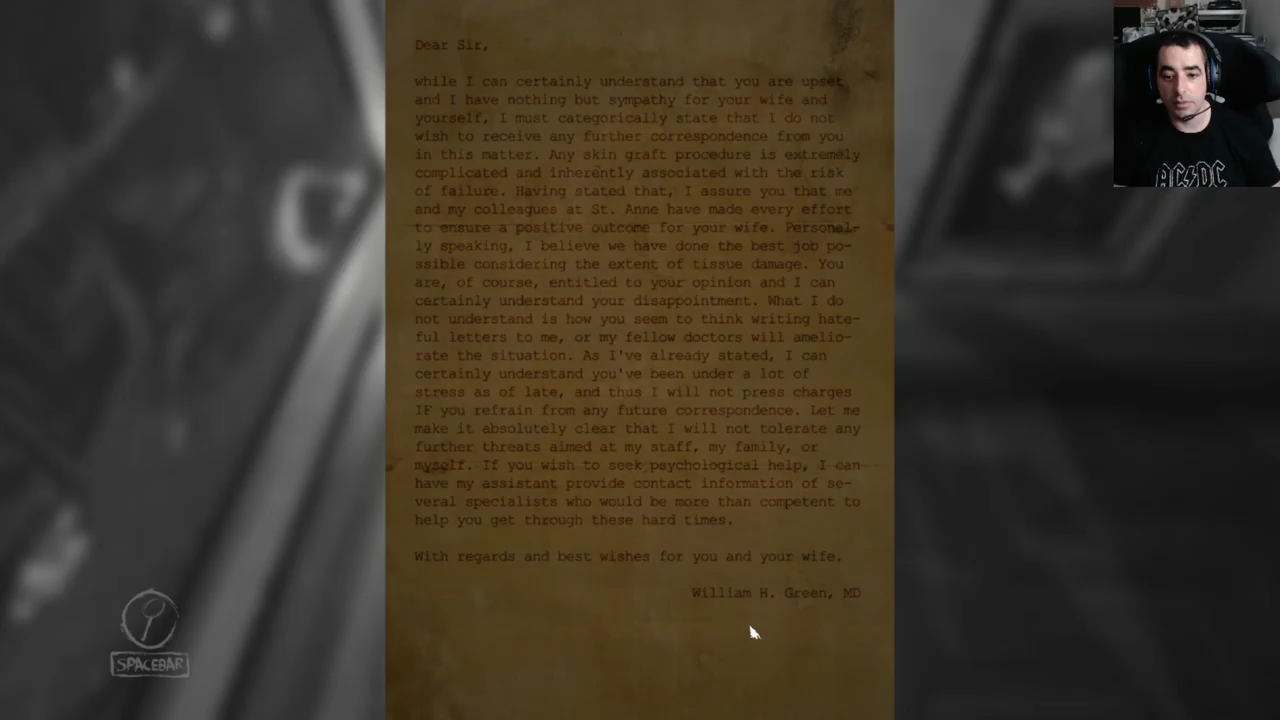 Dear Sir,
while I can certainly understand that you are upset
and I have nothing but sympathy for your wife and
yourself, I must categorically state that I do not
wish to receive any further correspondence from you
in this matter. Any skin graft procedure is extremely
complicated and inherently associated with the risk
of failure. Having stated that, I assure you that me
and my colleagues at St. Anne have made every effort
to ensure a positive outcome for your wife. Personal-
ly speaking, I believe we have done the best job po-
ssible considering the extent of tissue damage. You
are, of course, entitled to your opinion and I can
certainly understand your disappointment. What I do
not understand is how you seem to think writing hate-
ful letters to me, or my fellow doctors will amelio-
rate the situation. As I've already stated, I can
certainly understand you've been under a lot of
stress as of late, and thus I will not press charges
IF you refrain from any future correspondence. Let me
make it absolutely clear that I will not tolerate any
further threats aimed at my staff, my family, or
myself. If you wish to seek psychological help, I can
have my assistant provide contact information of se-
veral specialists who would be more than competent to
help you get through these hard times.
With regards and best wishes for you and your wife.
William H. Green, MD
SPACEBAR
AC DC